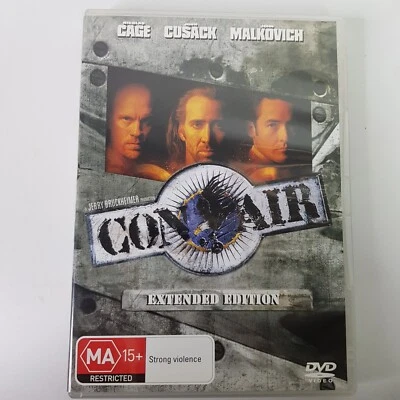 CAGE CUSACK MALKOVICH
JERRY BRUCKHEIMER
CON AIR
EXTENDED EDITION
MA 15+ Strong violence
RESTRICTED
DVD
VIDEO